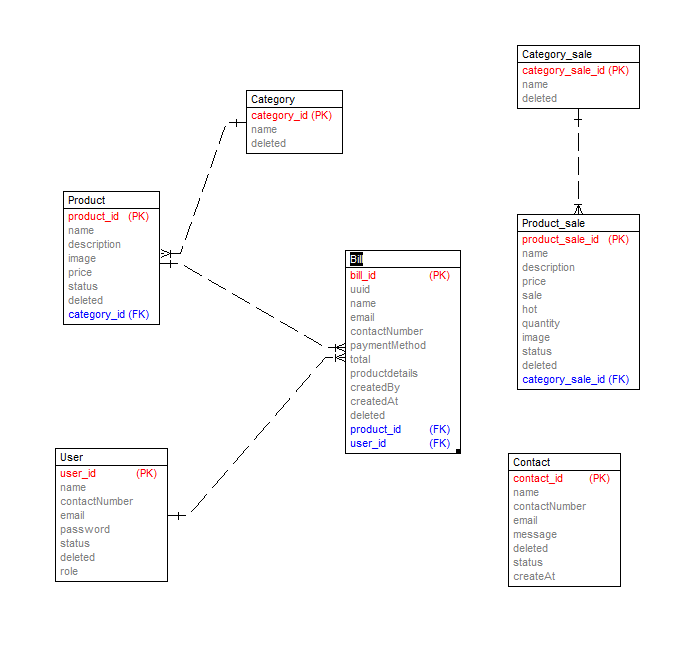 Category_sale
category_sale_id (PK)
name
deleted
Category
category_id (PK)
name
deleted
Product
product_id (PK)
name
description
image
price
status
deleted
category_id (FK)
Product_sale
product_sale_id (PK)
name
description
price
sale
hot
quantity
image
status
deleted
category_sale_id (FK)
Bill
bill_id (PK)
uuid
name
email
contactNumber
paymentMethod
total
productdetails
createdBy
createdAt
deleted
product_id (FK)
user_id (FK)
User
user_id (PK)
name
contactNumber
email
password
status
deleted
role
Contact
contact_id (PK)
name
contactNumber
email
message
deleted
status
createAt